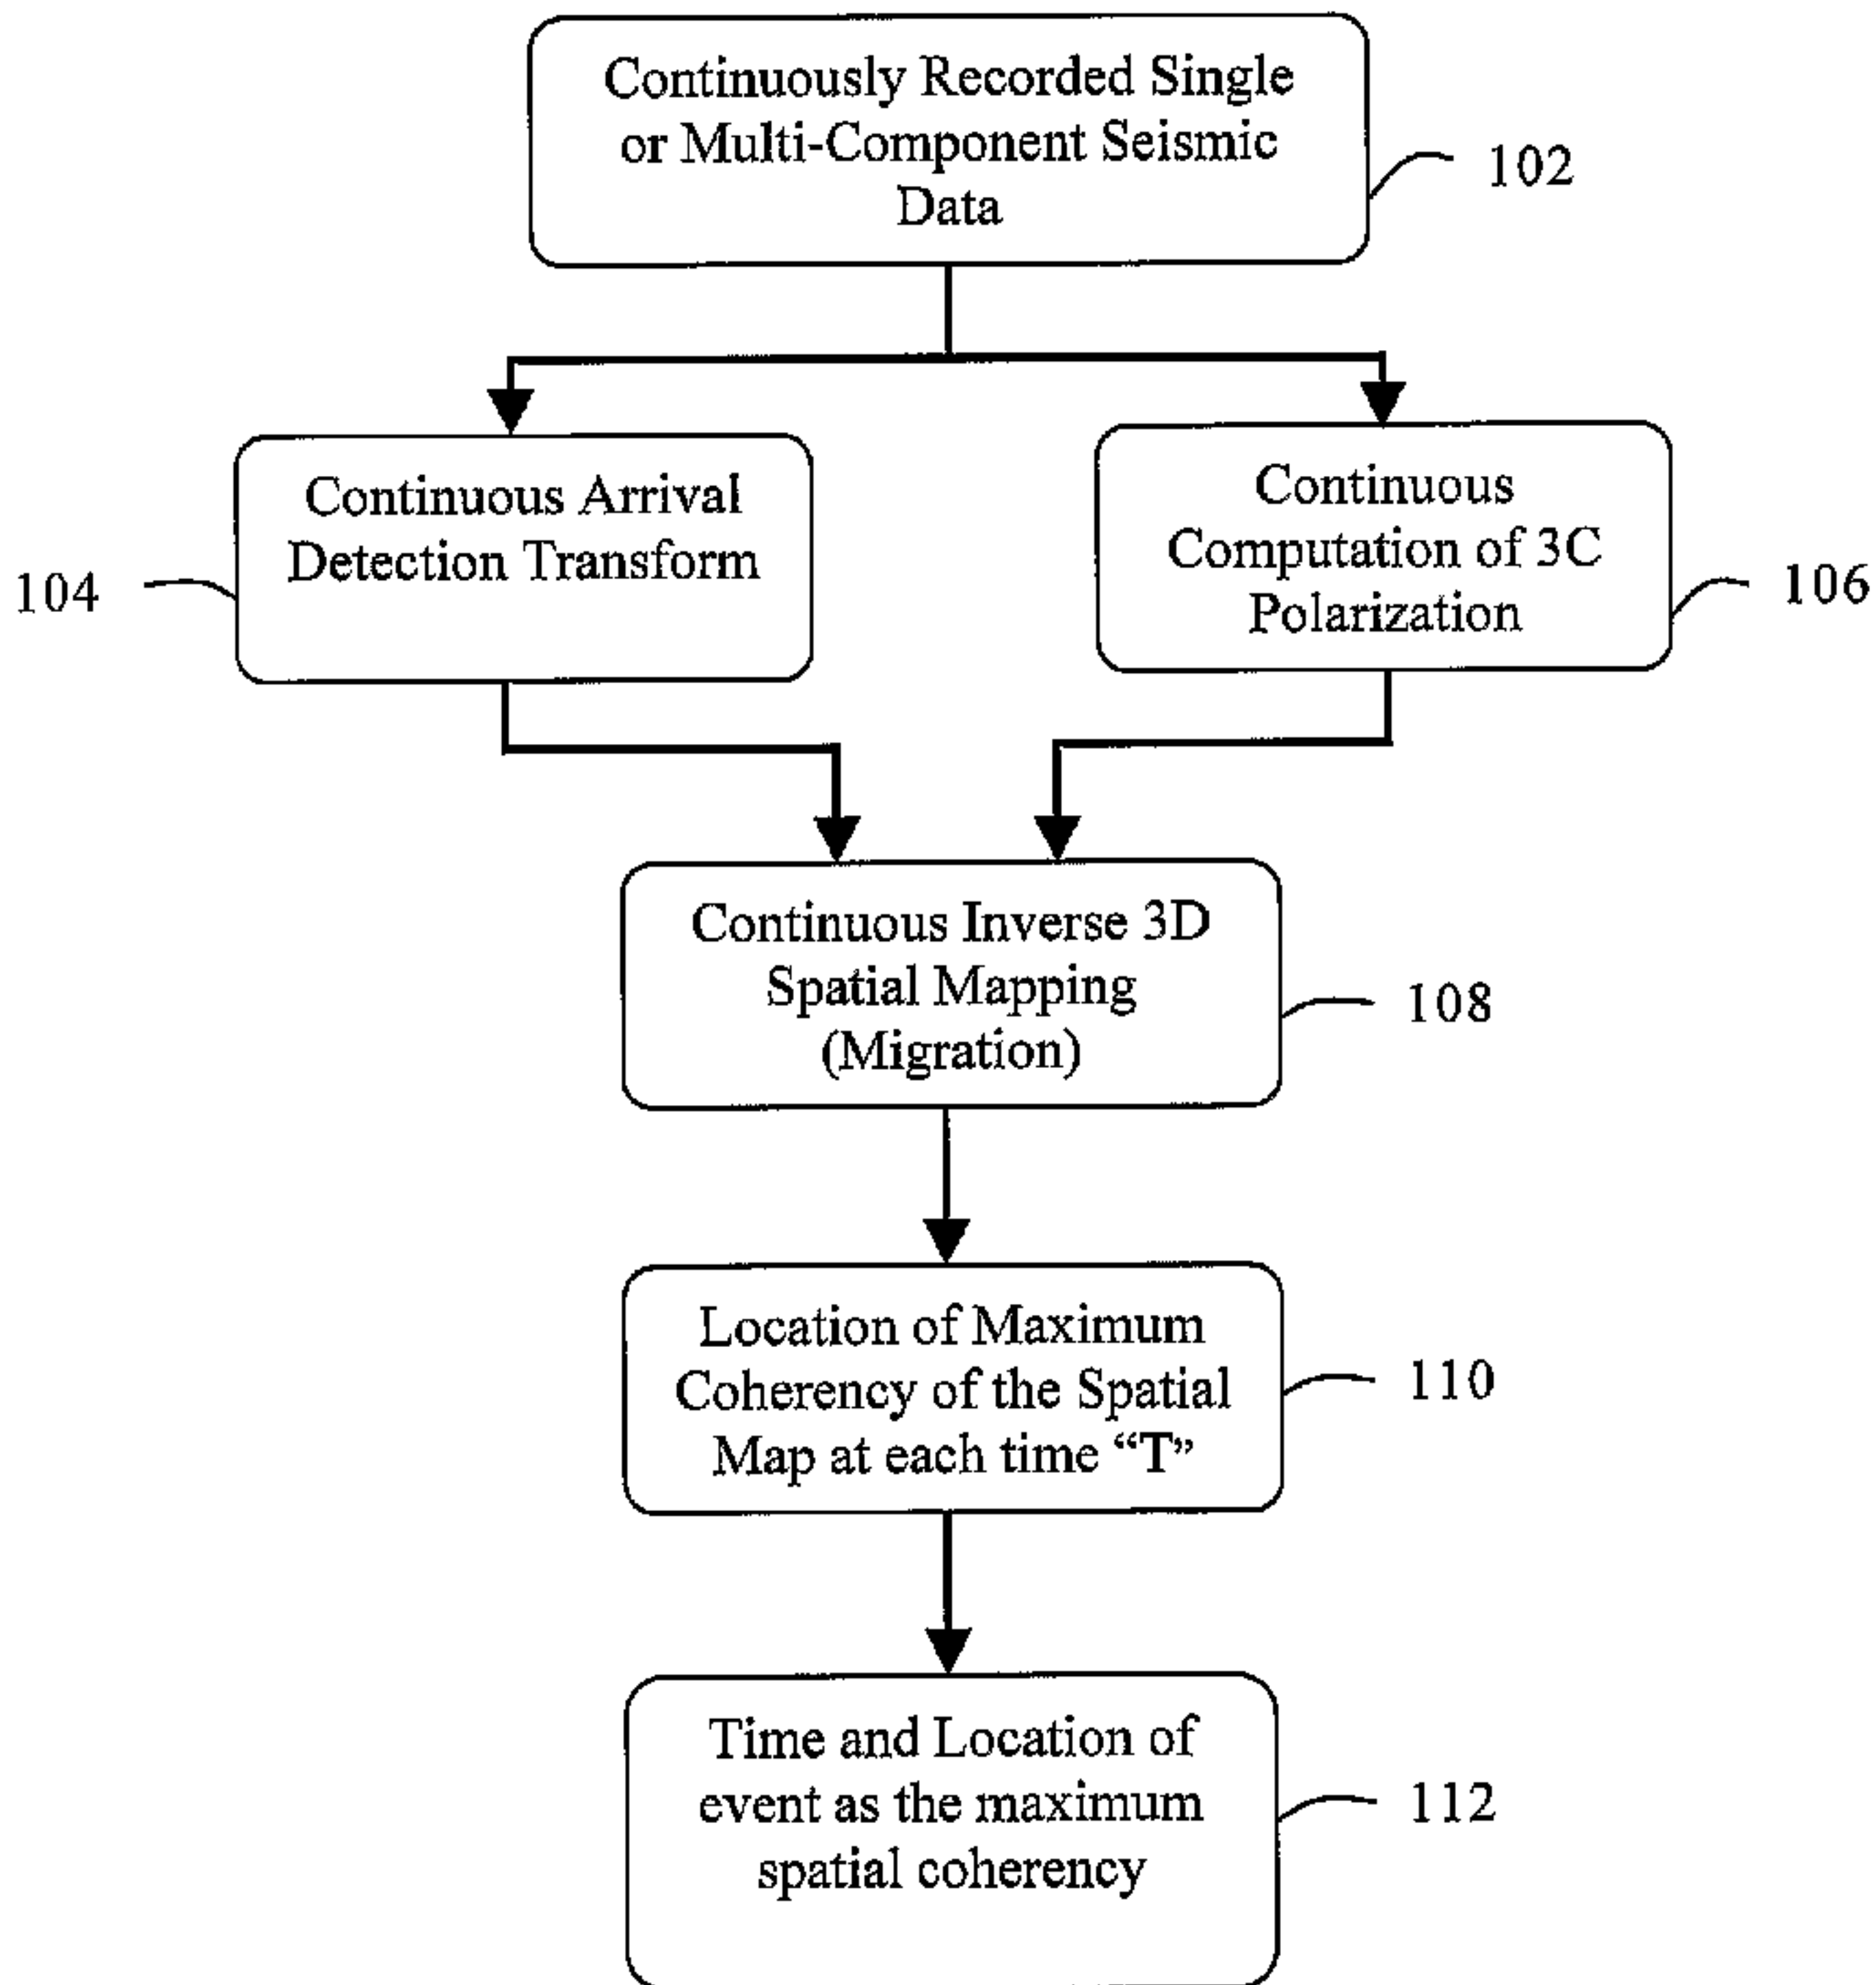 Continuously Recorded Single
or Multi-Component Seismic
Data
102
Continuous Arrival
Detection Transform
104
Continuous
Computation of 3C
Polarization
106
Continuous Inverse 3D
Spatial Mapping
(Migration)
108
Location of Maximum
Coherency of the Spatial
Map at each time “T”
110
Time and Location of
event as the maximum
spatial coherency
112